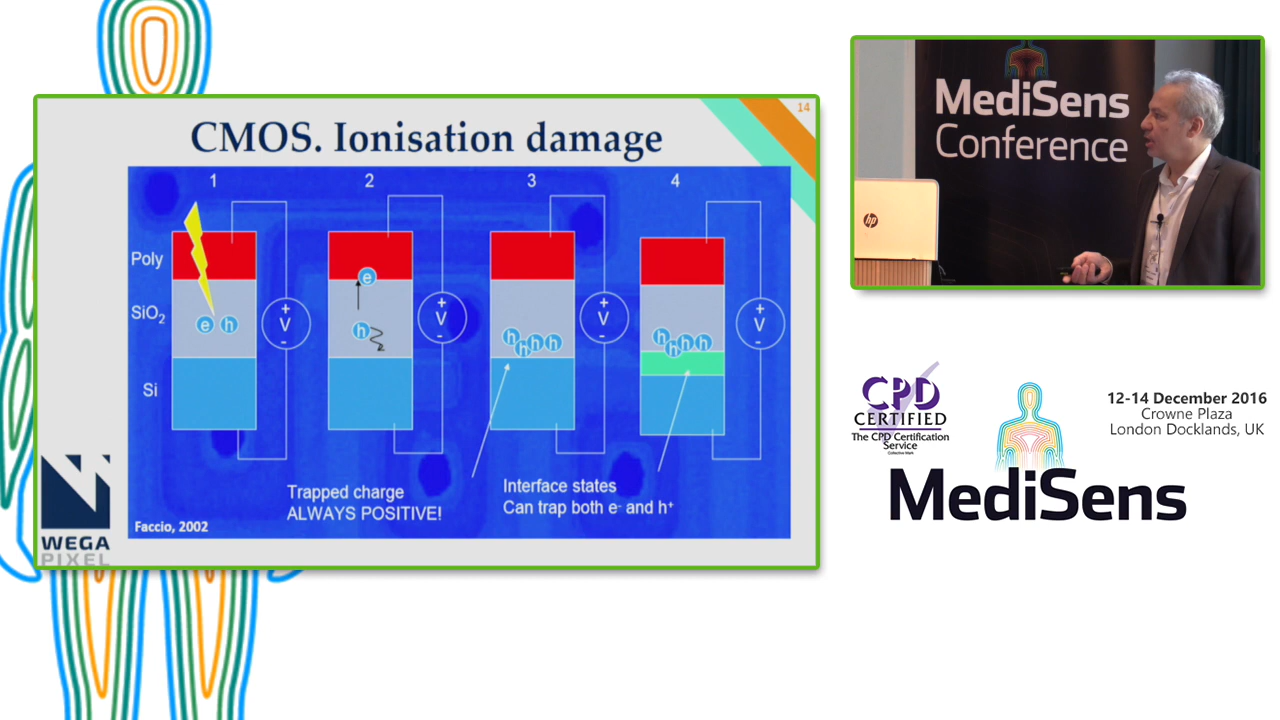 14
CMOS. Ionisation damage
1 2 3 4
Poly
SiO₂
Si
e h
e
h
h h h h
h h h h
+
V
-
+
V
-
+
V
-
+
V
-
Trapped charge
ALWAYS POSITIVE!
Interface states
Can trap both e⁻ and h⁺
Faccio, 2002
WEGA
PIXEL
MediSens
Conference
hp
CPD
CERTIFIED
The CPD Certification
Service
Collective Mark
12-14 December 2016
Crowne Plaza
London Docklands, UK
MediSens